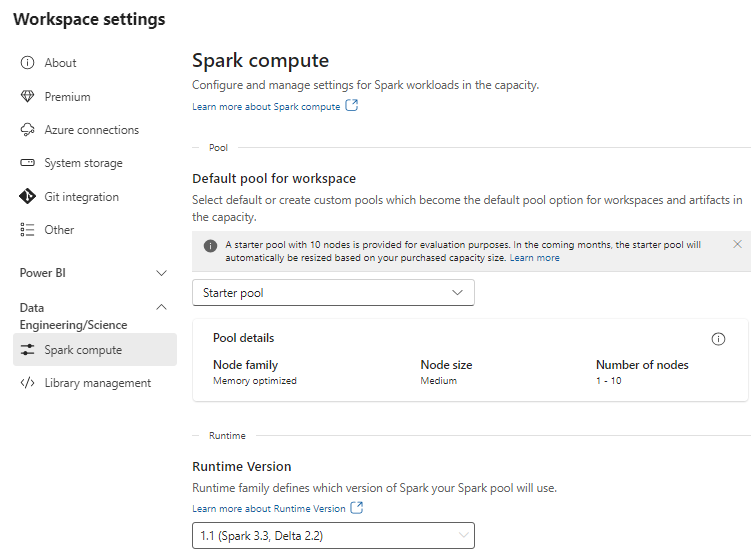 Workspace settings
About
Premium
Azure connections
System storage
Git integration
Other
Power BI
Data
Engineering/Science
Spark compute
Library management
Spark compute
Configure and manage settings for Spark workloads in the capacity.
Learn more about Spark compute
Pool
Default pool for workspace
Select default or create custom pools which become the default pool option for workspaces and artifacts in
the capacity.
A starter pool with 10 nodes is provided for evaluation purposes. In the coming months, the starter pool will
automatically be resized based on your purchased capacity size. Learn more
Starter pool
Pool details
Node family
Memory optimized
Node size
Medium
Number of nodes
1 - 10
Runtime
Runtime Version
Runtime family defines which version of Spark your Spark pool will use.
Learn more about Runtime Version
1.1 (Spark 3.3, Delta 2.2)